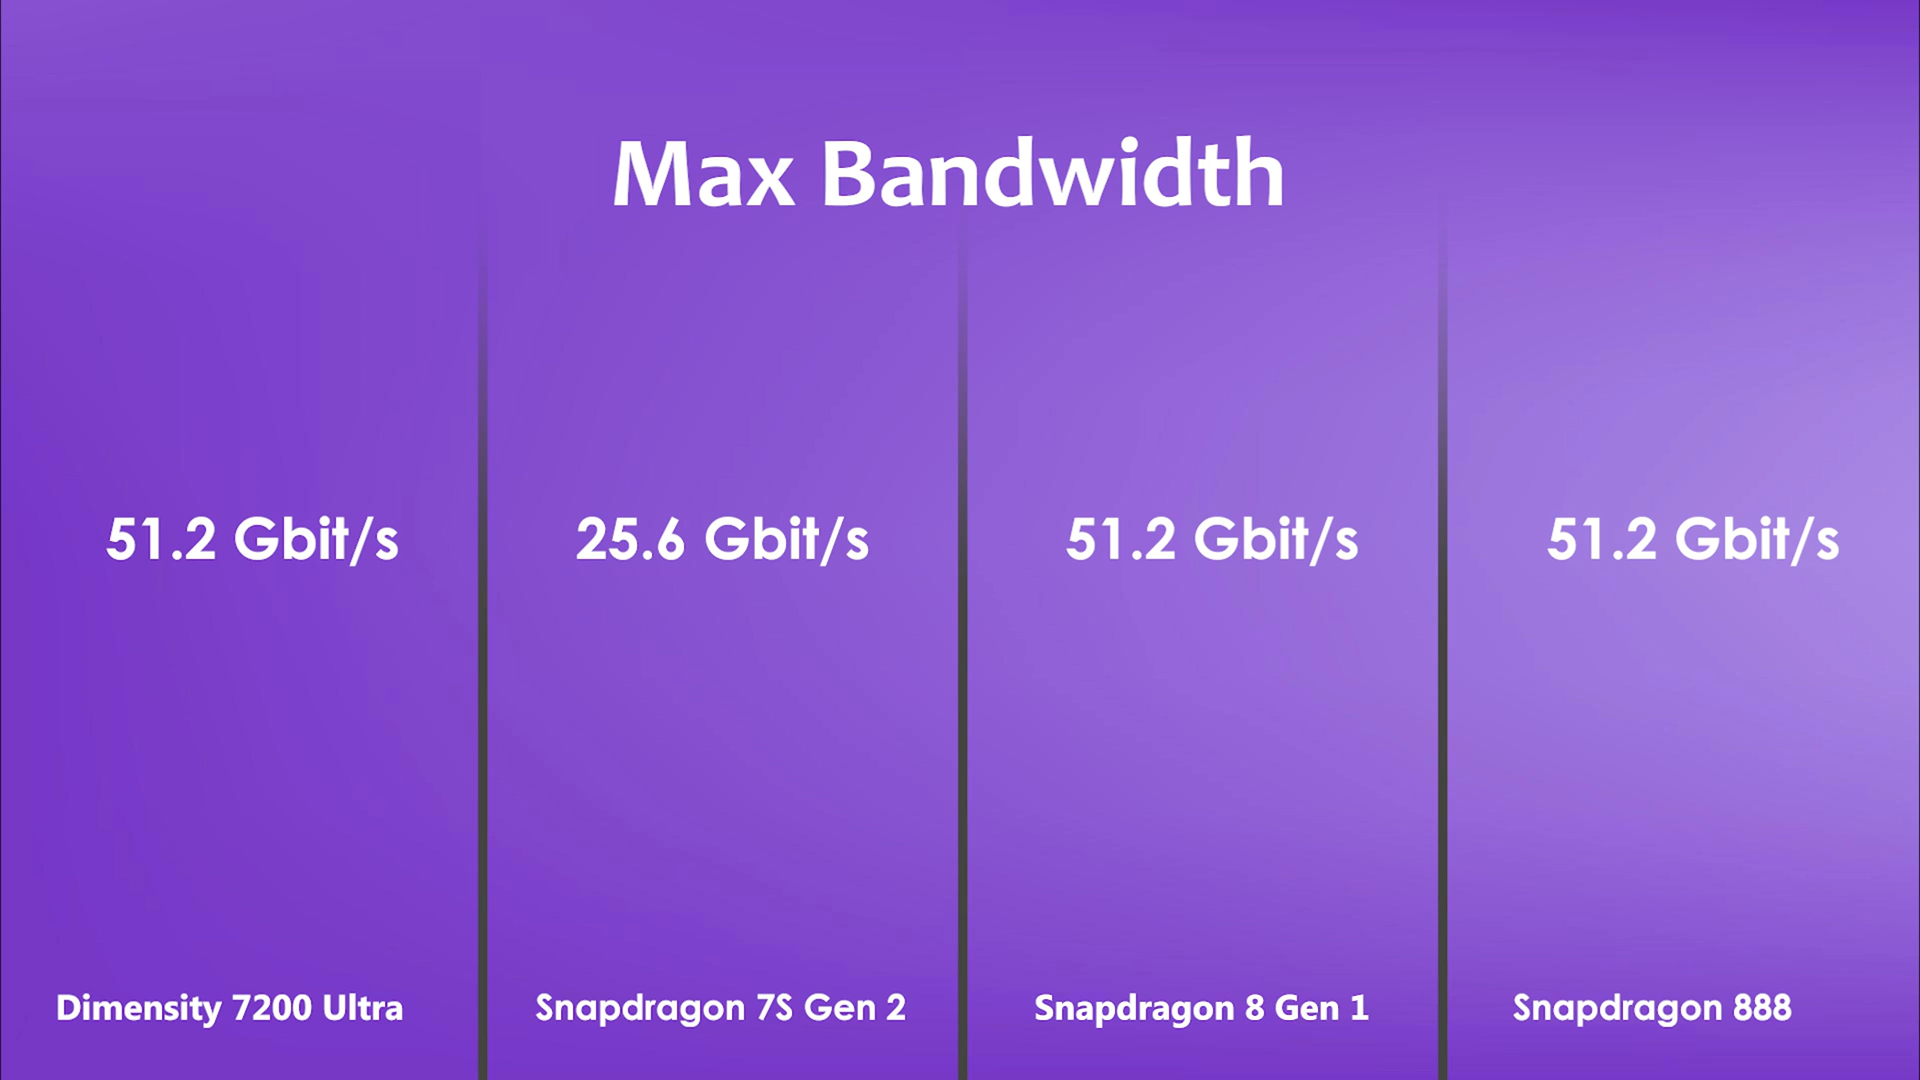 Max Bandwidth
51.2 Gbit/s
25.6 Gbit/s
51.2 Gbit/s
51.2 Gbit/s
Dimensity 7200 Ultra
Snapdragon 7S Gen 2
Snapdragon 8 Gen 1
Snapdragon 888